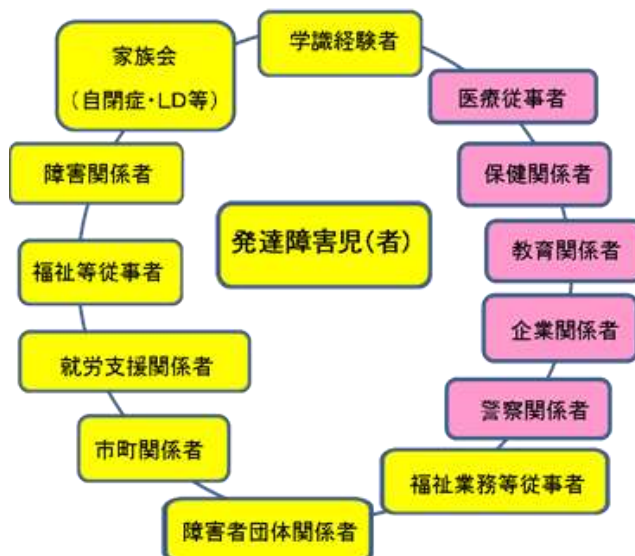 学識経験者
家族会
(自閉症・LD等)
医療従事者
障害関係者
保健関係者
発達障害児(者)
教育関係者
福祉等従事者
企業関係者
就労支援関係者
警察関係者
市町関係者
福祉業務等従事者
障害者団体関係者